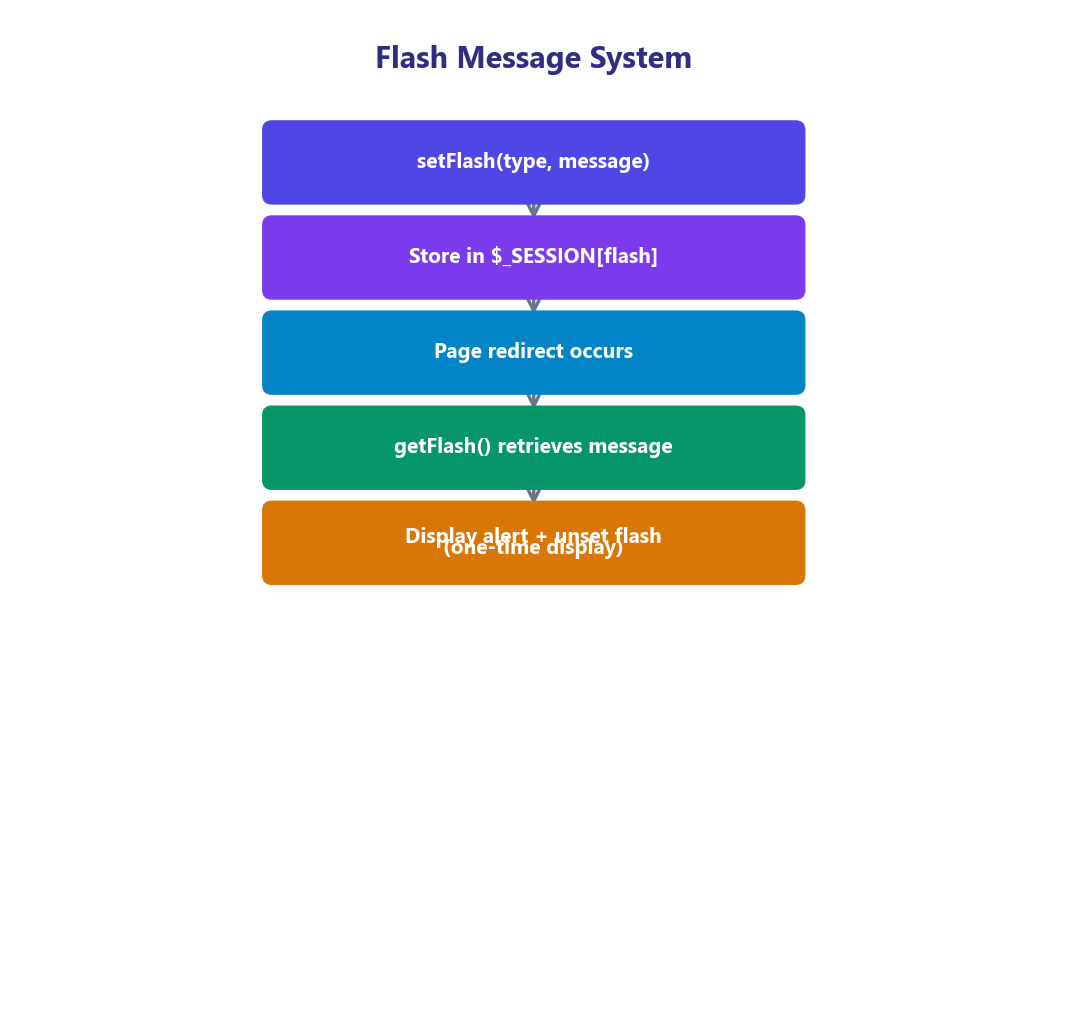 Flash Message System
setFlash(type, message)
Store in $_SESSION[flash]
Page redirect occurs
getFlash() retrieves message
Display alert + unset flash
(one-time display)